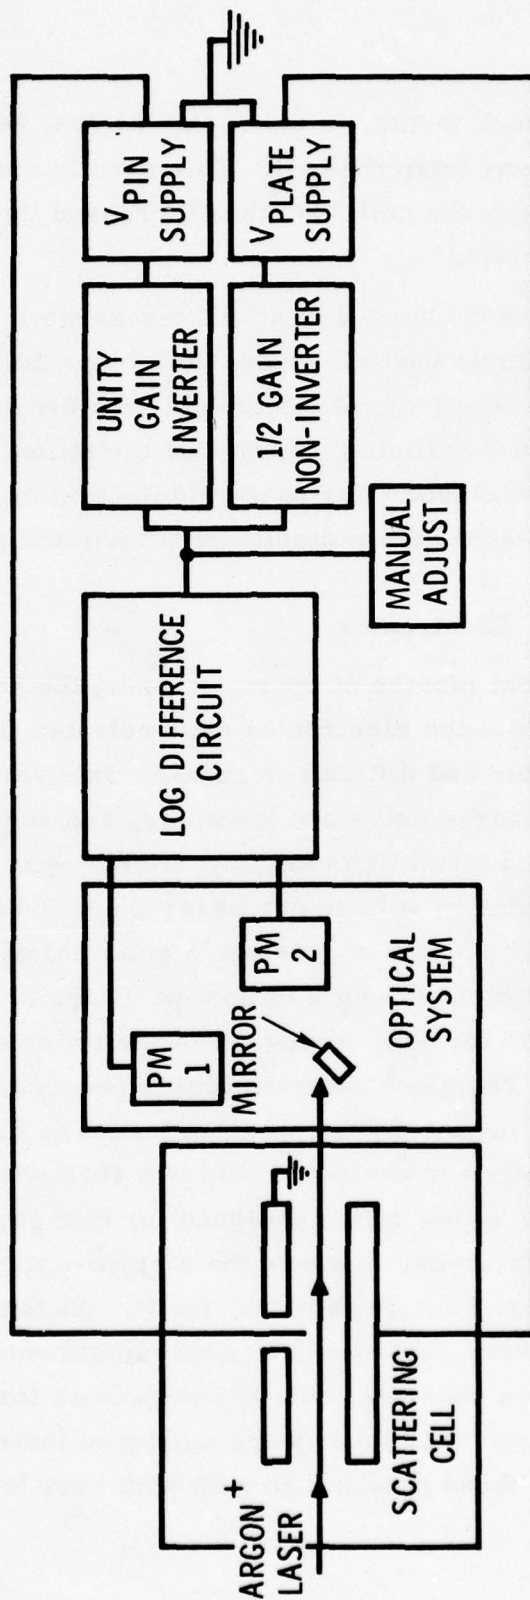 ARGON +
LASER
SCATTERING
CELL
PM
1
MIRROR
PM
2
OPTICAL
SYSTEM
LOG DIFFERENCE
CIRCUIT
MANUAL
ADJUST
UNITY
GAIN
INVERTER
1/2 GAIN
NON-INVERTER
V PIN
SUPPLY
V PLATE
SUPPLY